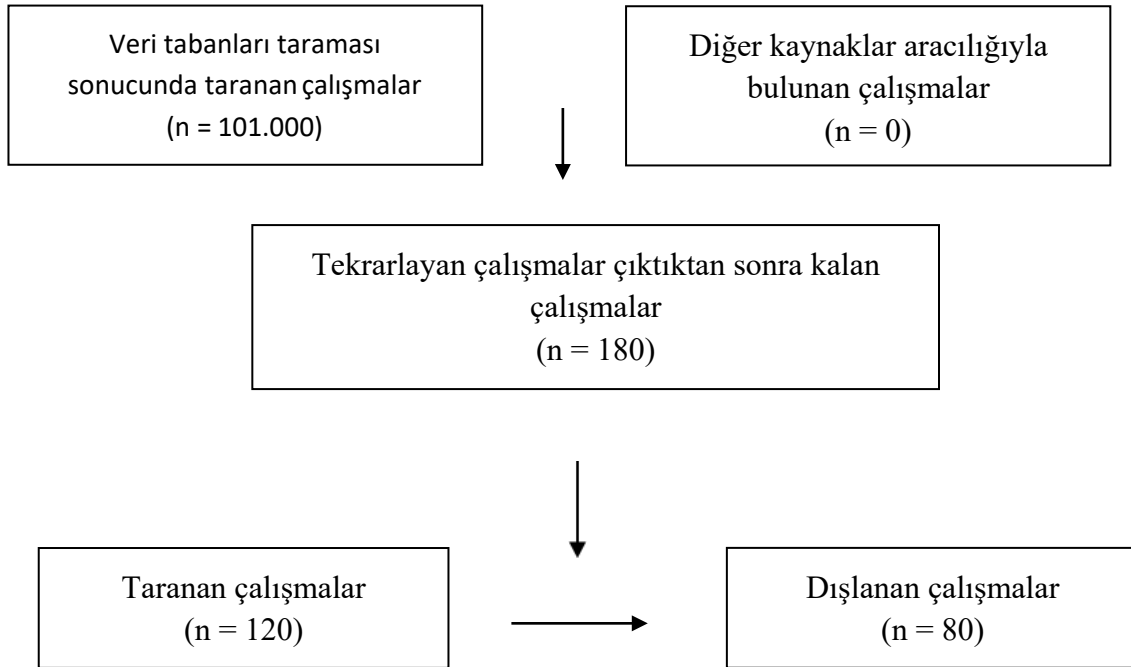 Veri tabanları taraması
sonucunda taranan çalışmalar
(n = 101.000)
Diğer kaynaklar aracılığıyla
bulunan çalışmalar
(n = 0)
Tekrarlayan çalışmalar çıktıktan sonra kalan
çalışmalar
(n = 180)
Taranan çalışmalar
(n = 120)
Dışlanan çalışmalar
(n = 80)